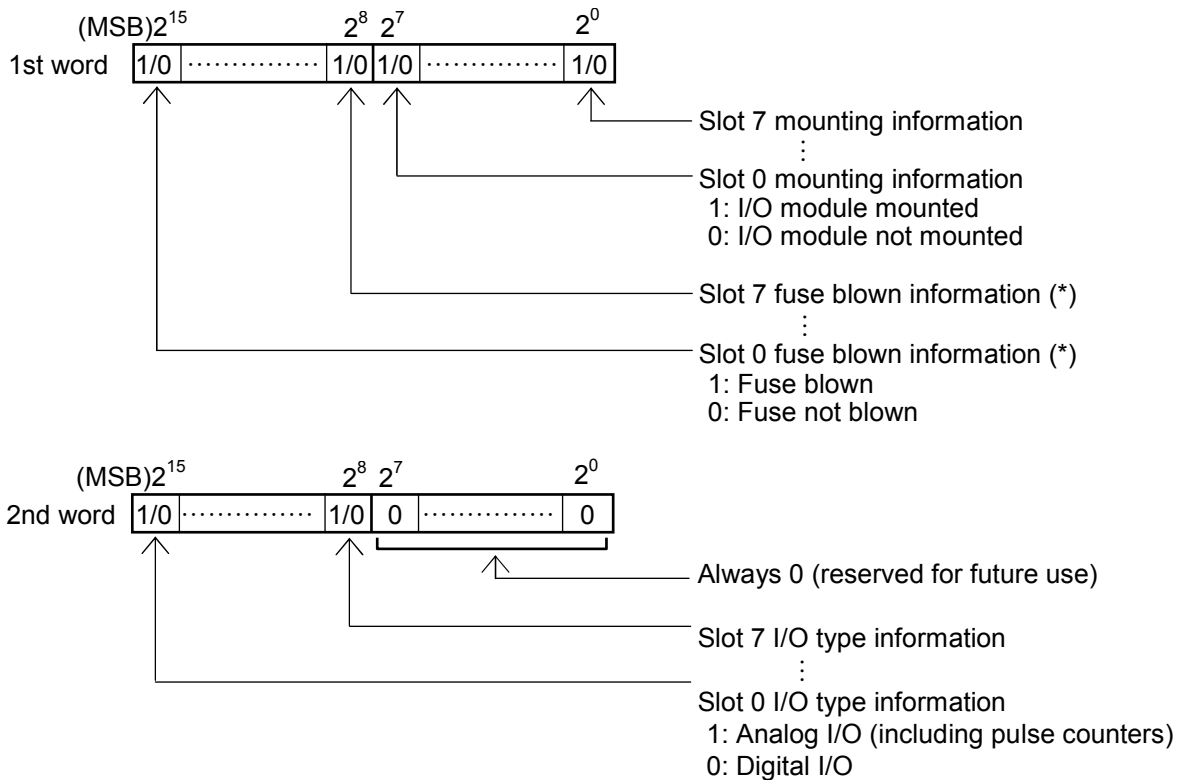 (MSB)2^15 2^8 2^7 2^0
1st word 1/0 ·············· 1/0 1/0 ·············· 1/0
Slot 7 mounting information
⋮
Slot 0 mounting information
1: I/O module mounted
0: I/O module not mounted
Slot 7 fuse blown information (*)
⋮
Slot 0 fuse blown information (*)
1: Fuse blown
0: Fuse not blown
(MSB)2^15 2^8 2^7 2^0
2nd word 1/0 ·············· 1/0 0 ·············· 0
Always 0 (reserved for future use)
Slot 7 I/O type information
⋮
Slot 0 I/O type information
1: Analog I/O (including pulse counters)
0: Digital I/O